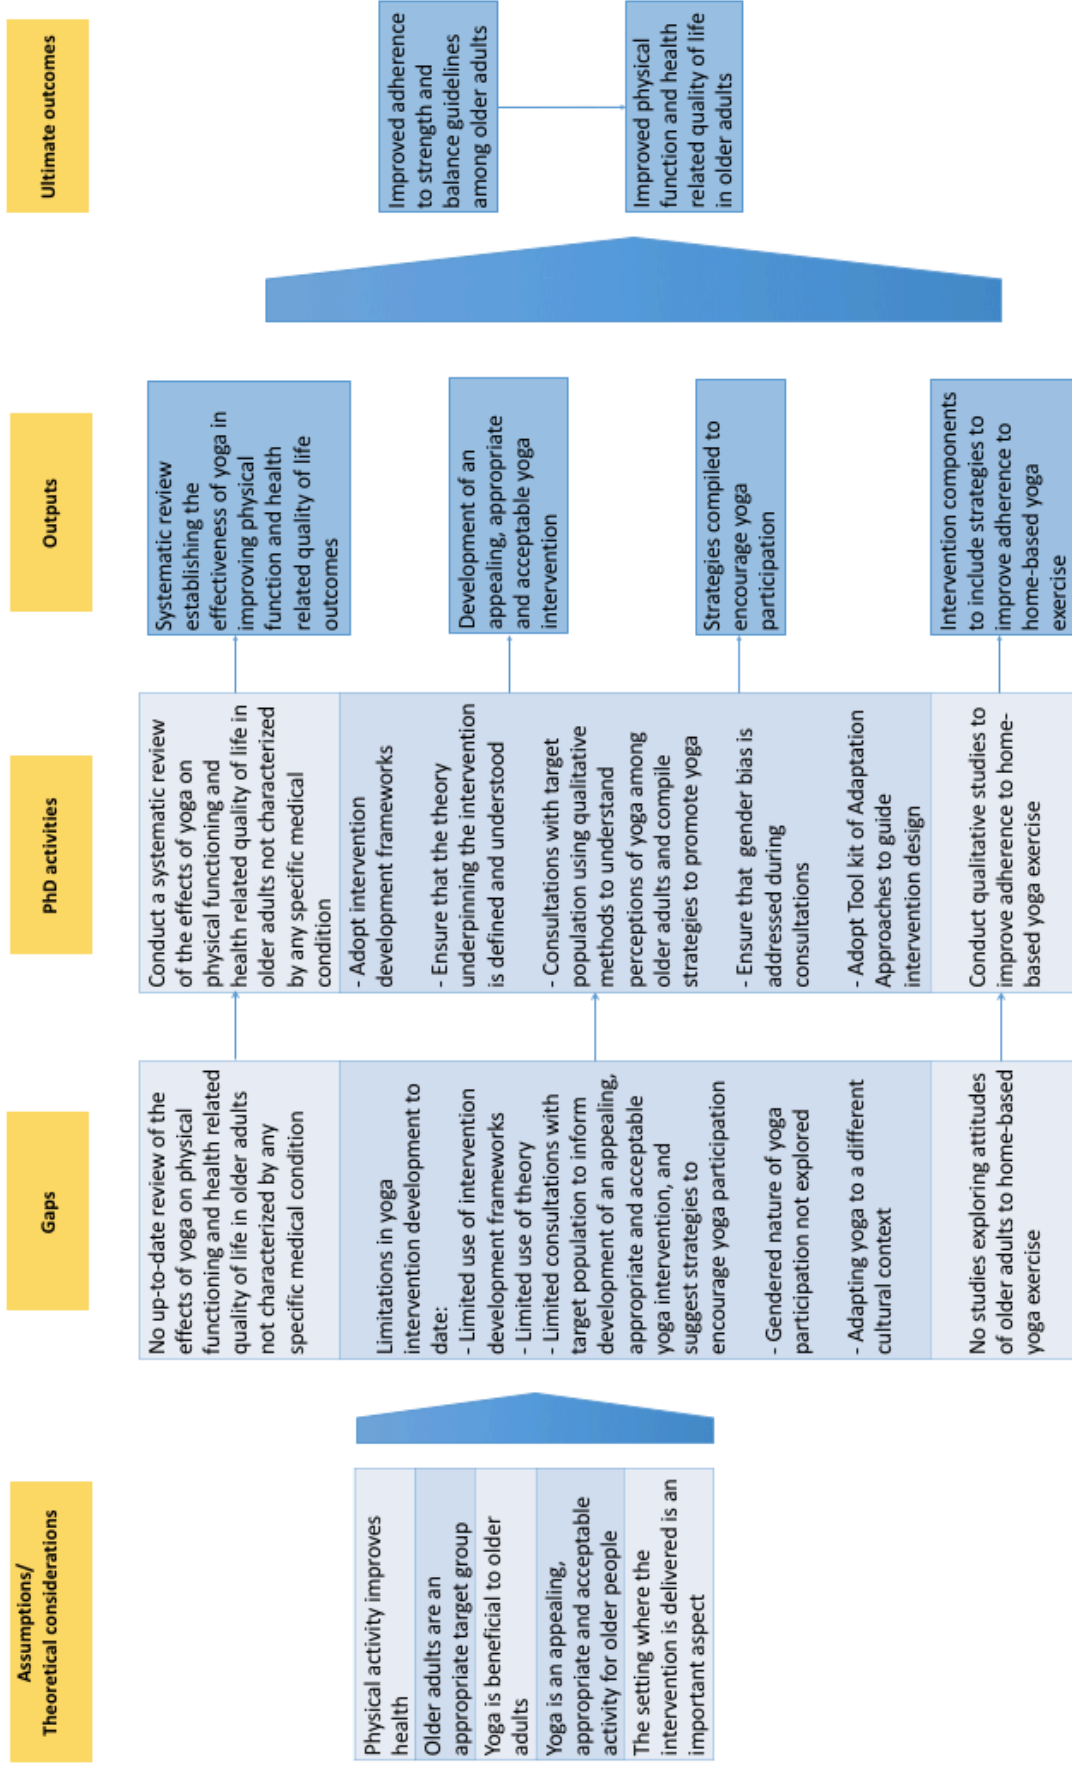 Assumptions/
Theoretical considerations
Physical activity improves
health
Older adults are an
appropriate target group
Yoga is beneficial to older
adults
Yoga is an appealing,
appropriate and acceptable
activity for older people
The setting where the
intervention is delivered is an
important aspect
Gaps
No up-to-date review of the
effects of yoga on physical
functioning and health related
quality of life in older adults
not characterized by any
specific medical condition
Limitations in yoga
intervention development to
date:
- Limited use of intervention
development frameworks
- Limited use of theory
- Limited consultations with
target population to inform
development of an appealing,
appropriate and acceptable
yoga intervention, and
suggest strategies to
encourage yoga participation
- Gendered nature of yoga
participation not explored
- Adapting yoga to a different
cultural context
No studies exploring attitudes
of older adults to home-based
yoga exercise
PhD activities
Conduct a systematic review
of the effects of yoga on
physical functioning and
health related quality of life in
older adults not characterized
by any specific medical
condition
- Adopt intervention
development frameworks
- Ensure that the theory
underpinning the intervention
is defined and understood
- Consultations with target
population using qualitative
methods to understand
perceptions of yoga among
older adults and compile
strategies to promote yoga
- Ensure that gender bias is
addressed during
consultations
- Adopt Tool kit of Adaptation
Approaches to guide
intervention design
Conduct qualitative studies to
improve adherence to home-
based yoga exercise
Outputs
Systematic review
establishing the
effectiveness of yoga in
improving physical
function and health
related quality of life
outcomes
Development of an
appealing, appropriate
and acceptable yoga
intervention
Strategies compiled to
encourage yoga
participation
Intervention components
to include strategies to
improve adherence to
home-based yoga
exercise
Ultimate outcomes
Improved adherence
to strength and
balance guidelines
among older adults
Improved physical
function and health
related quality of life
in older adults